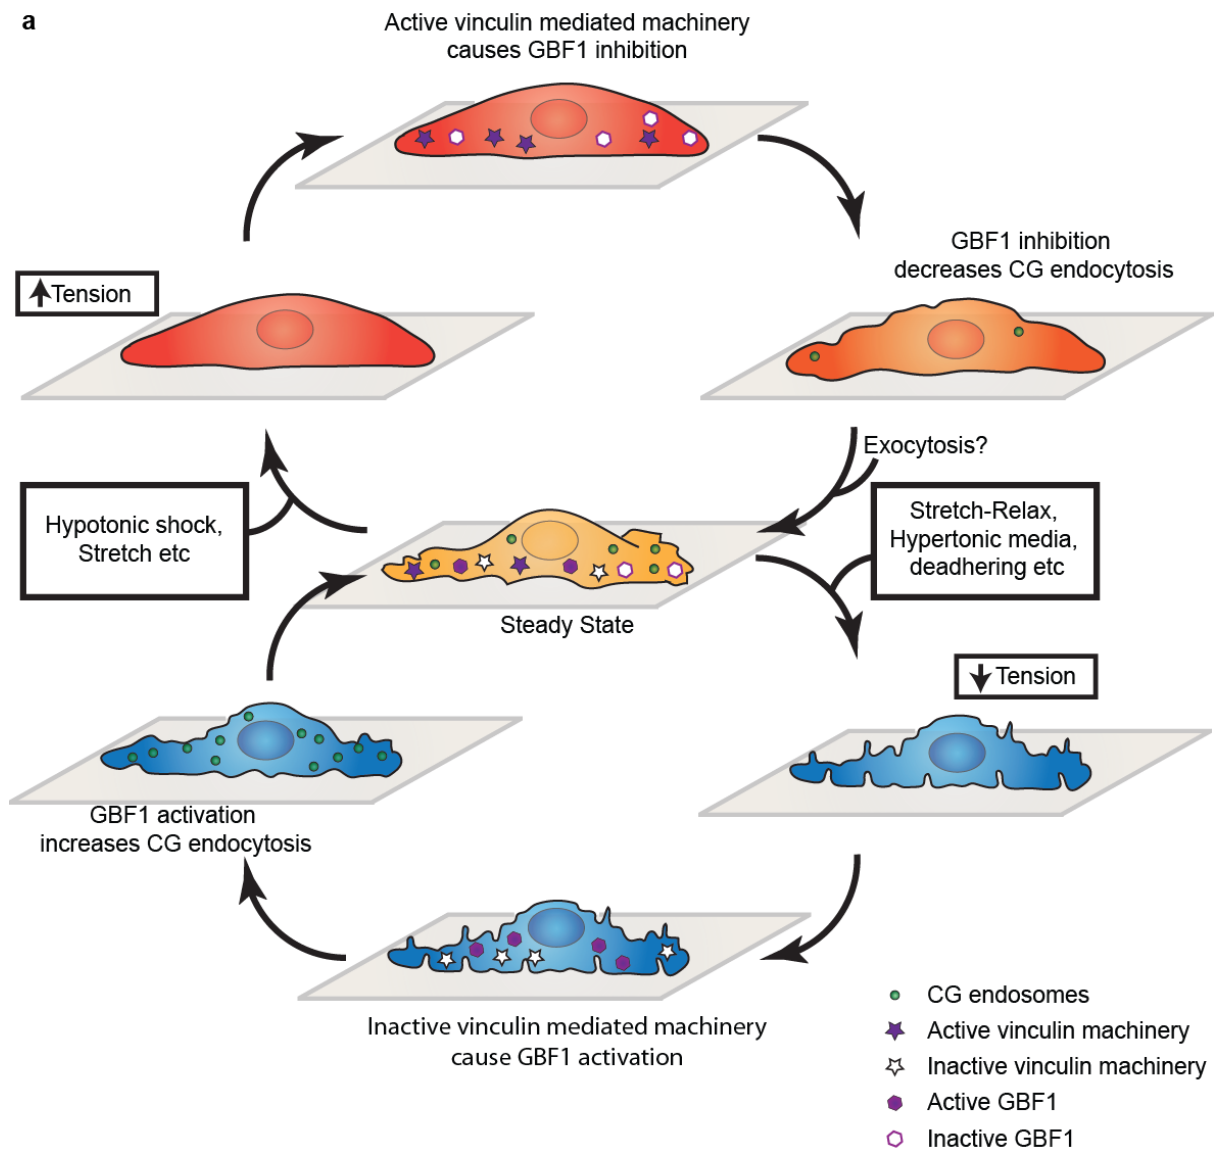 a
Active vinculin mediated machinery
causes GBF1 inhibition
GBF1 inhibition
decreases CG endocytosis
Tension
Exocytosis?
Hypotonic shock,
Stretch etc
Stretch-Relax,
Hypertonic media,
deadhering etc
Steady State
Tension
GBF1 activation
increases CG endocytosis
Inactive vinculin mediated machinery
cause GBF1 activation
CG endosomes
Active vinculin machinery
Inactive vinculin machinery
Active GBF1
Inactive GBF1